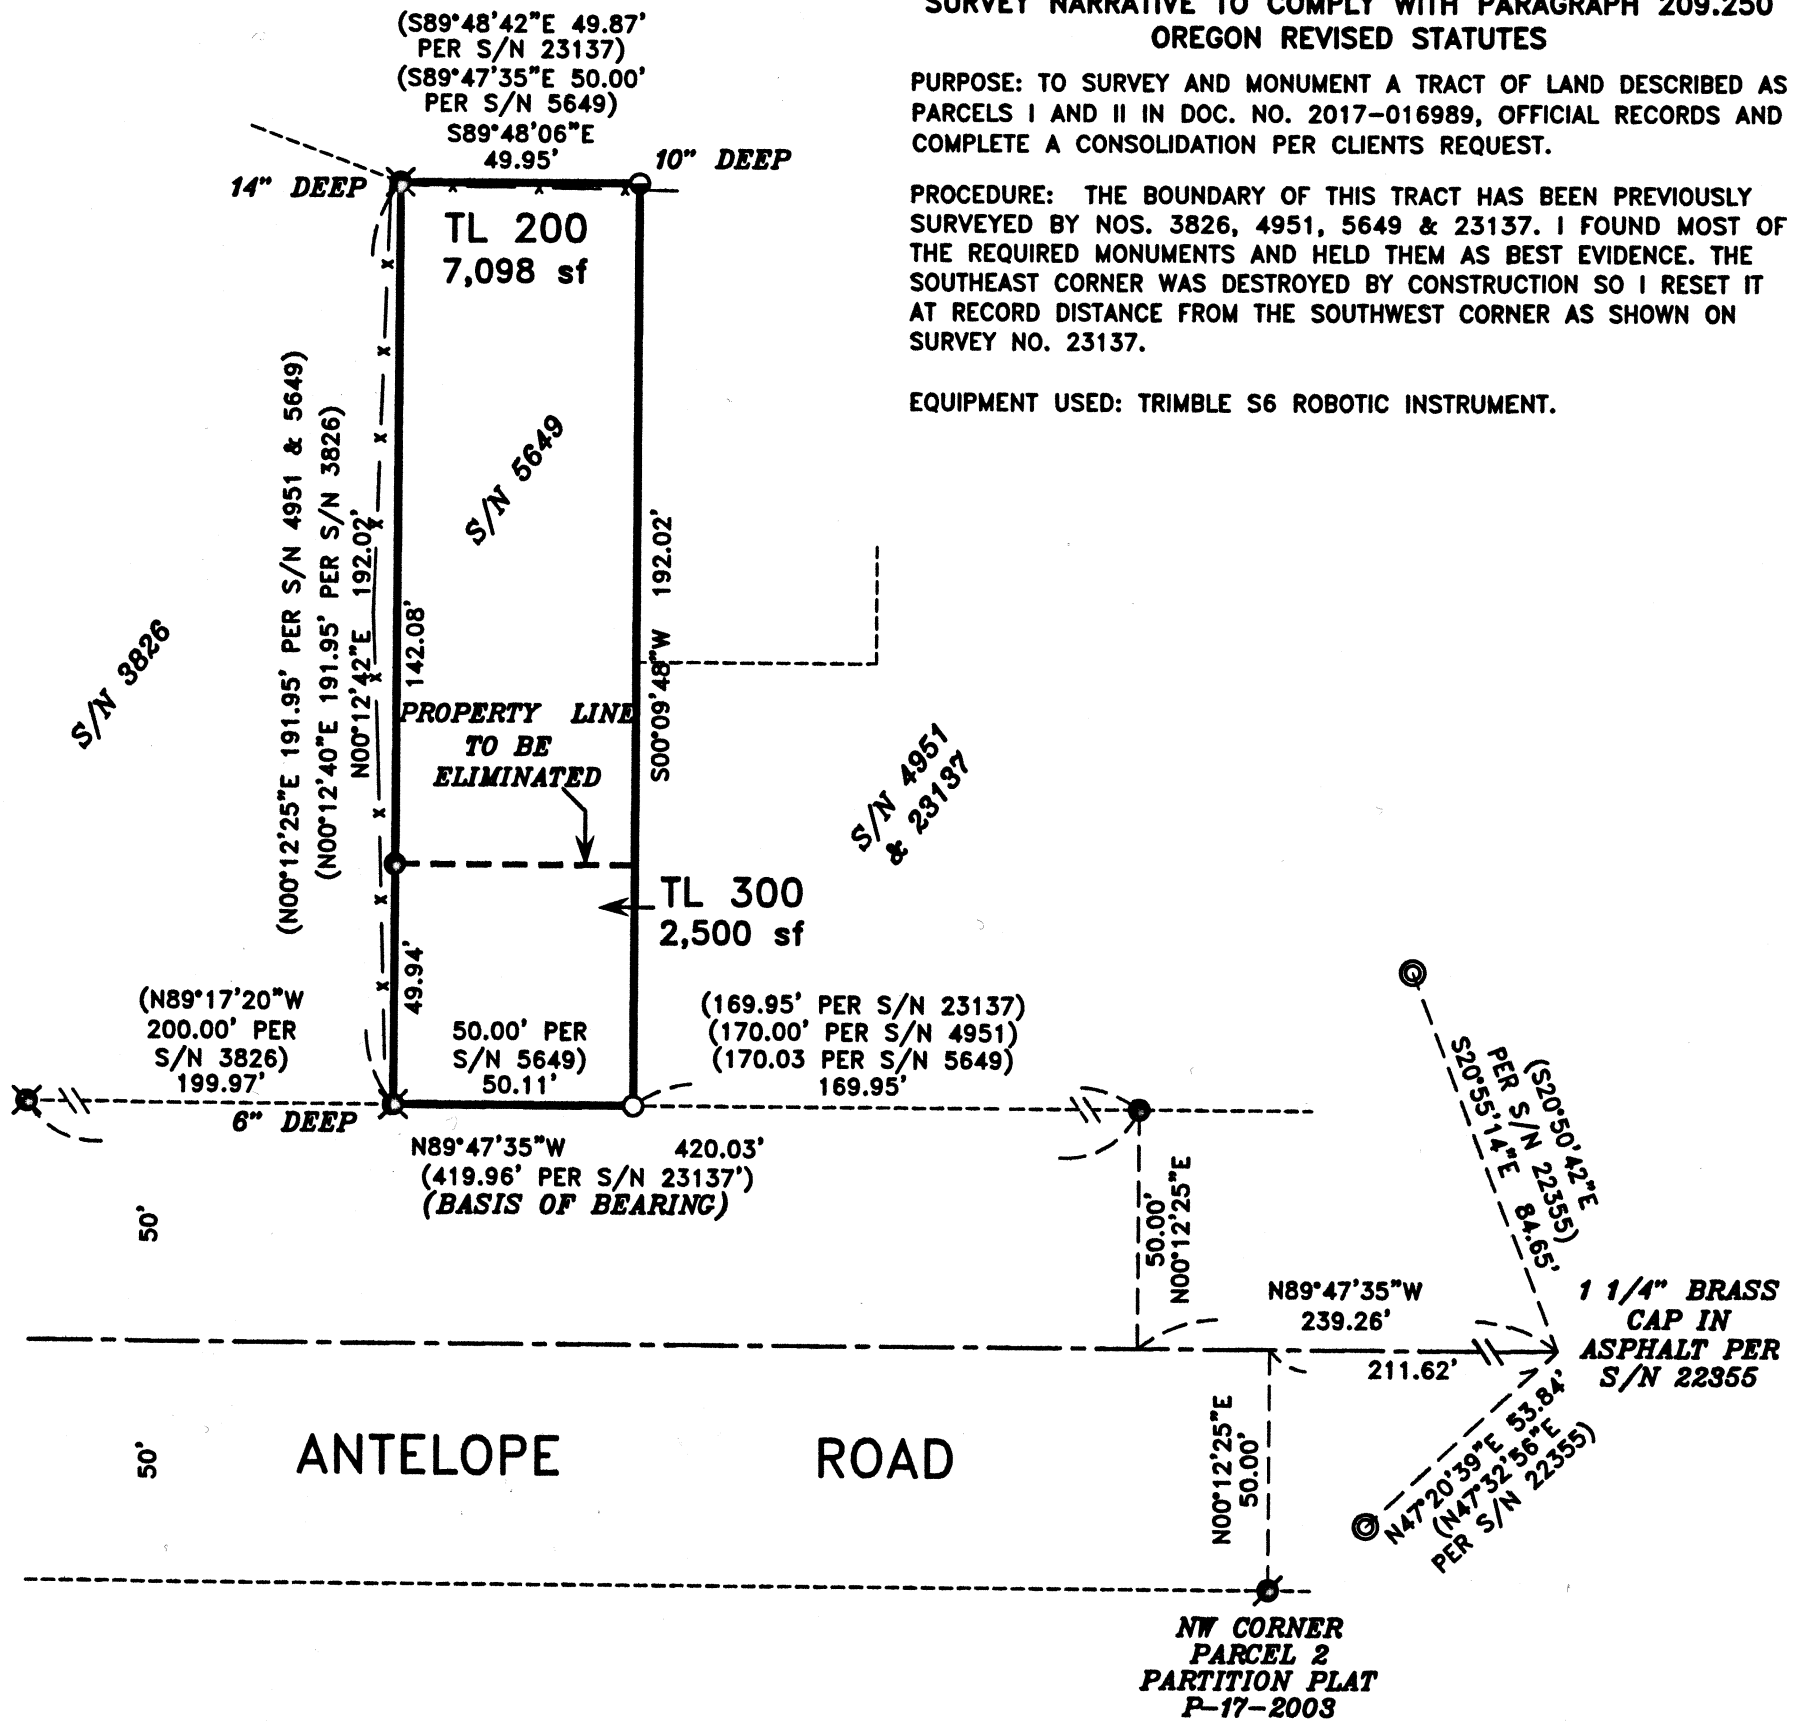 SURVEY NARRATIVE TO COMPLY WITH PARAGRAPH 209.250
OREGON REVISED STATUTES
PURPOSE: TO SURVEY AND MONUMENT A TRACT OF LAND DESCRIBED AS
PARCELS I AND II IN DOC. NO. 2017-016989, OFFICIAL RECORDS AND
COMPLETE A CONSOLIDATION PER CLIENTS REQUEST.
PROCEDURE: THE BOUNDARY OF THIS TRACT HAS BEEN PREVIOUSLY
SURVEYED BY NOS. 3826, 4951, 5649 & 23137. I FOUND MOST OF
THE REQUIRED MONUMENTS AND HELD THEM AS BEST EVIDENCE. THE
SOUTHEAST CORNER WAS DESTROYED BY CONSTRUCTION SO I RESET IT
AT RECORD DISTANCE FROM THE SOUTHWEST CORNER AS SHOWN ON
SURVEY NO. 23137.
EQUIPMENT USED: TRIMBLE S6 ROBOTIC INSTRUMENT.
(S89°48'42"E 49.87'
PER S/N 23137)
(S89°47'35"E 50.00'
PER S/N 5649)
S89°48'06"E
49.95'
10" DEEP
14" DEEP
TL 200
7,098 sf
S/N 5649
(N00°12'25"E 191.95' PER S/N 4951 & 5649)
(N00°12'40"E 191.95' PER S/N 3826)
N00°12'42"E 192.02'
142.08'
S00°09'48"W 192.02'
S/N 3826
PROPERTY LINE
TO BE
ELIMINATED
S/N 4951
& 23137
TL 300
2,500 sf
49.94'
(N89°17'20"W
200.00' PER
S/N 3826)
199.97'
50.00' PER
S/N 5649)
50.11'
(169.95' PER S/N 23137)
(170.00' PER S/N 4951)
(170.03 PER S/N 5649)
169.95'
6" DEEP
N89°47'35"W 420.03'
(419.96' PER S/N 23137')
(BASIS OF BEARING)
50'
50.00'
N00°12'25"E
(S20°50'42"E
PER S/N 22355)
S20°55'14"E 84.65'
N89°47'35"W
239.26'
211.62'
1 1/4" BRASS
CAP IN
ASPHALT PER
S/N 22355
N47°20'39"E 53.84'
(N47°32'56"E
PER S/N 22355)
50'
ANTELOPE ROAD
N00°12'25"E
50.00'
NW CORNER
PARCEL 2
PARTITION PLAT
P-17-2003